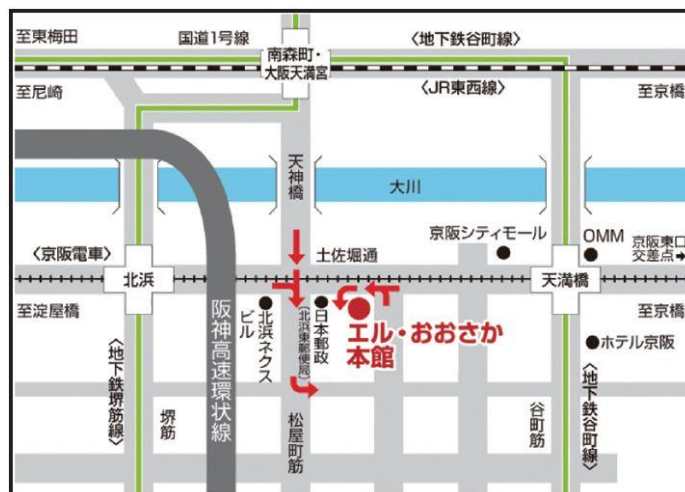 至東梅田
国道1号線
南森町・
大阪天満宮
〈地下鉄谷町線〉
至尼崎
〈JR東西線〉
至京橋
天神橋
大川
〈京阪電車〉
北浜
土佐堀通
京阪シティモール
OMM
京阪東口
交差点➡
天満橋
至淀屋橋
至京橋
阪神高速環状線
北浜ネクス
ビル
(北浜東郵便局)
日本郵政
エル・おおさか
本館
ホテル京阪
〈地下鉄堺筋線〉
堺筋
松屋町筋
谷町筋
〈地下鉄谷町線〉